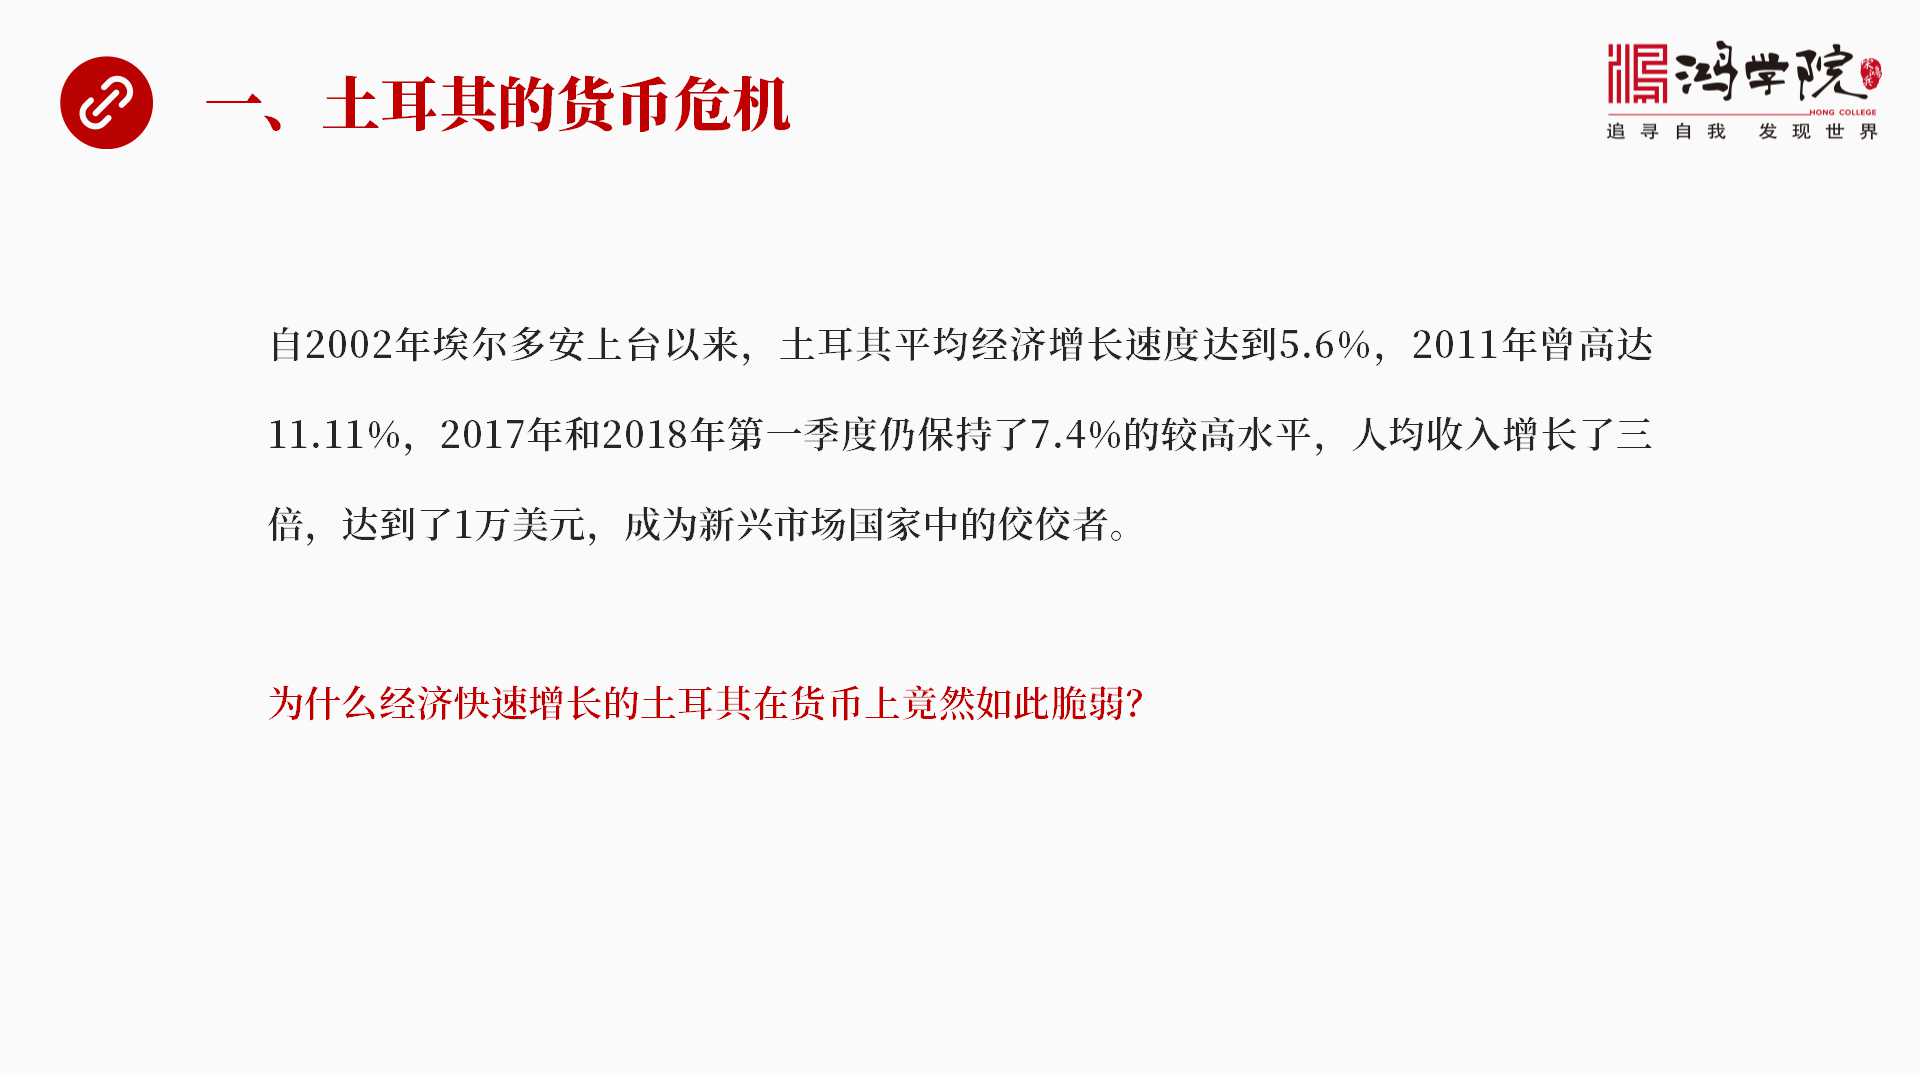 一、土耳其的货币危机
鸿学院
HONG COLLEGE
追寻自我 发现世界
自2002年埃尔多安上台以来，土耳其平均经济增长速度达到5.6%，2011年曾高达
11.11%，2017年和2018年第一季度仍保持了7.4%的较高水平，人均收入增长了三
倍，达到了1万美元，成为新兴市场国家中的佼佼者。
为什么经济快速增长的土耳其在货币上竟然如此脆弱？